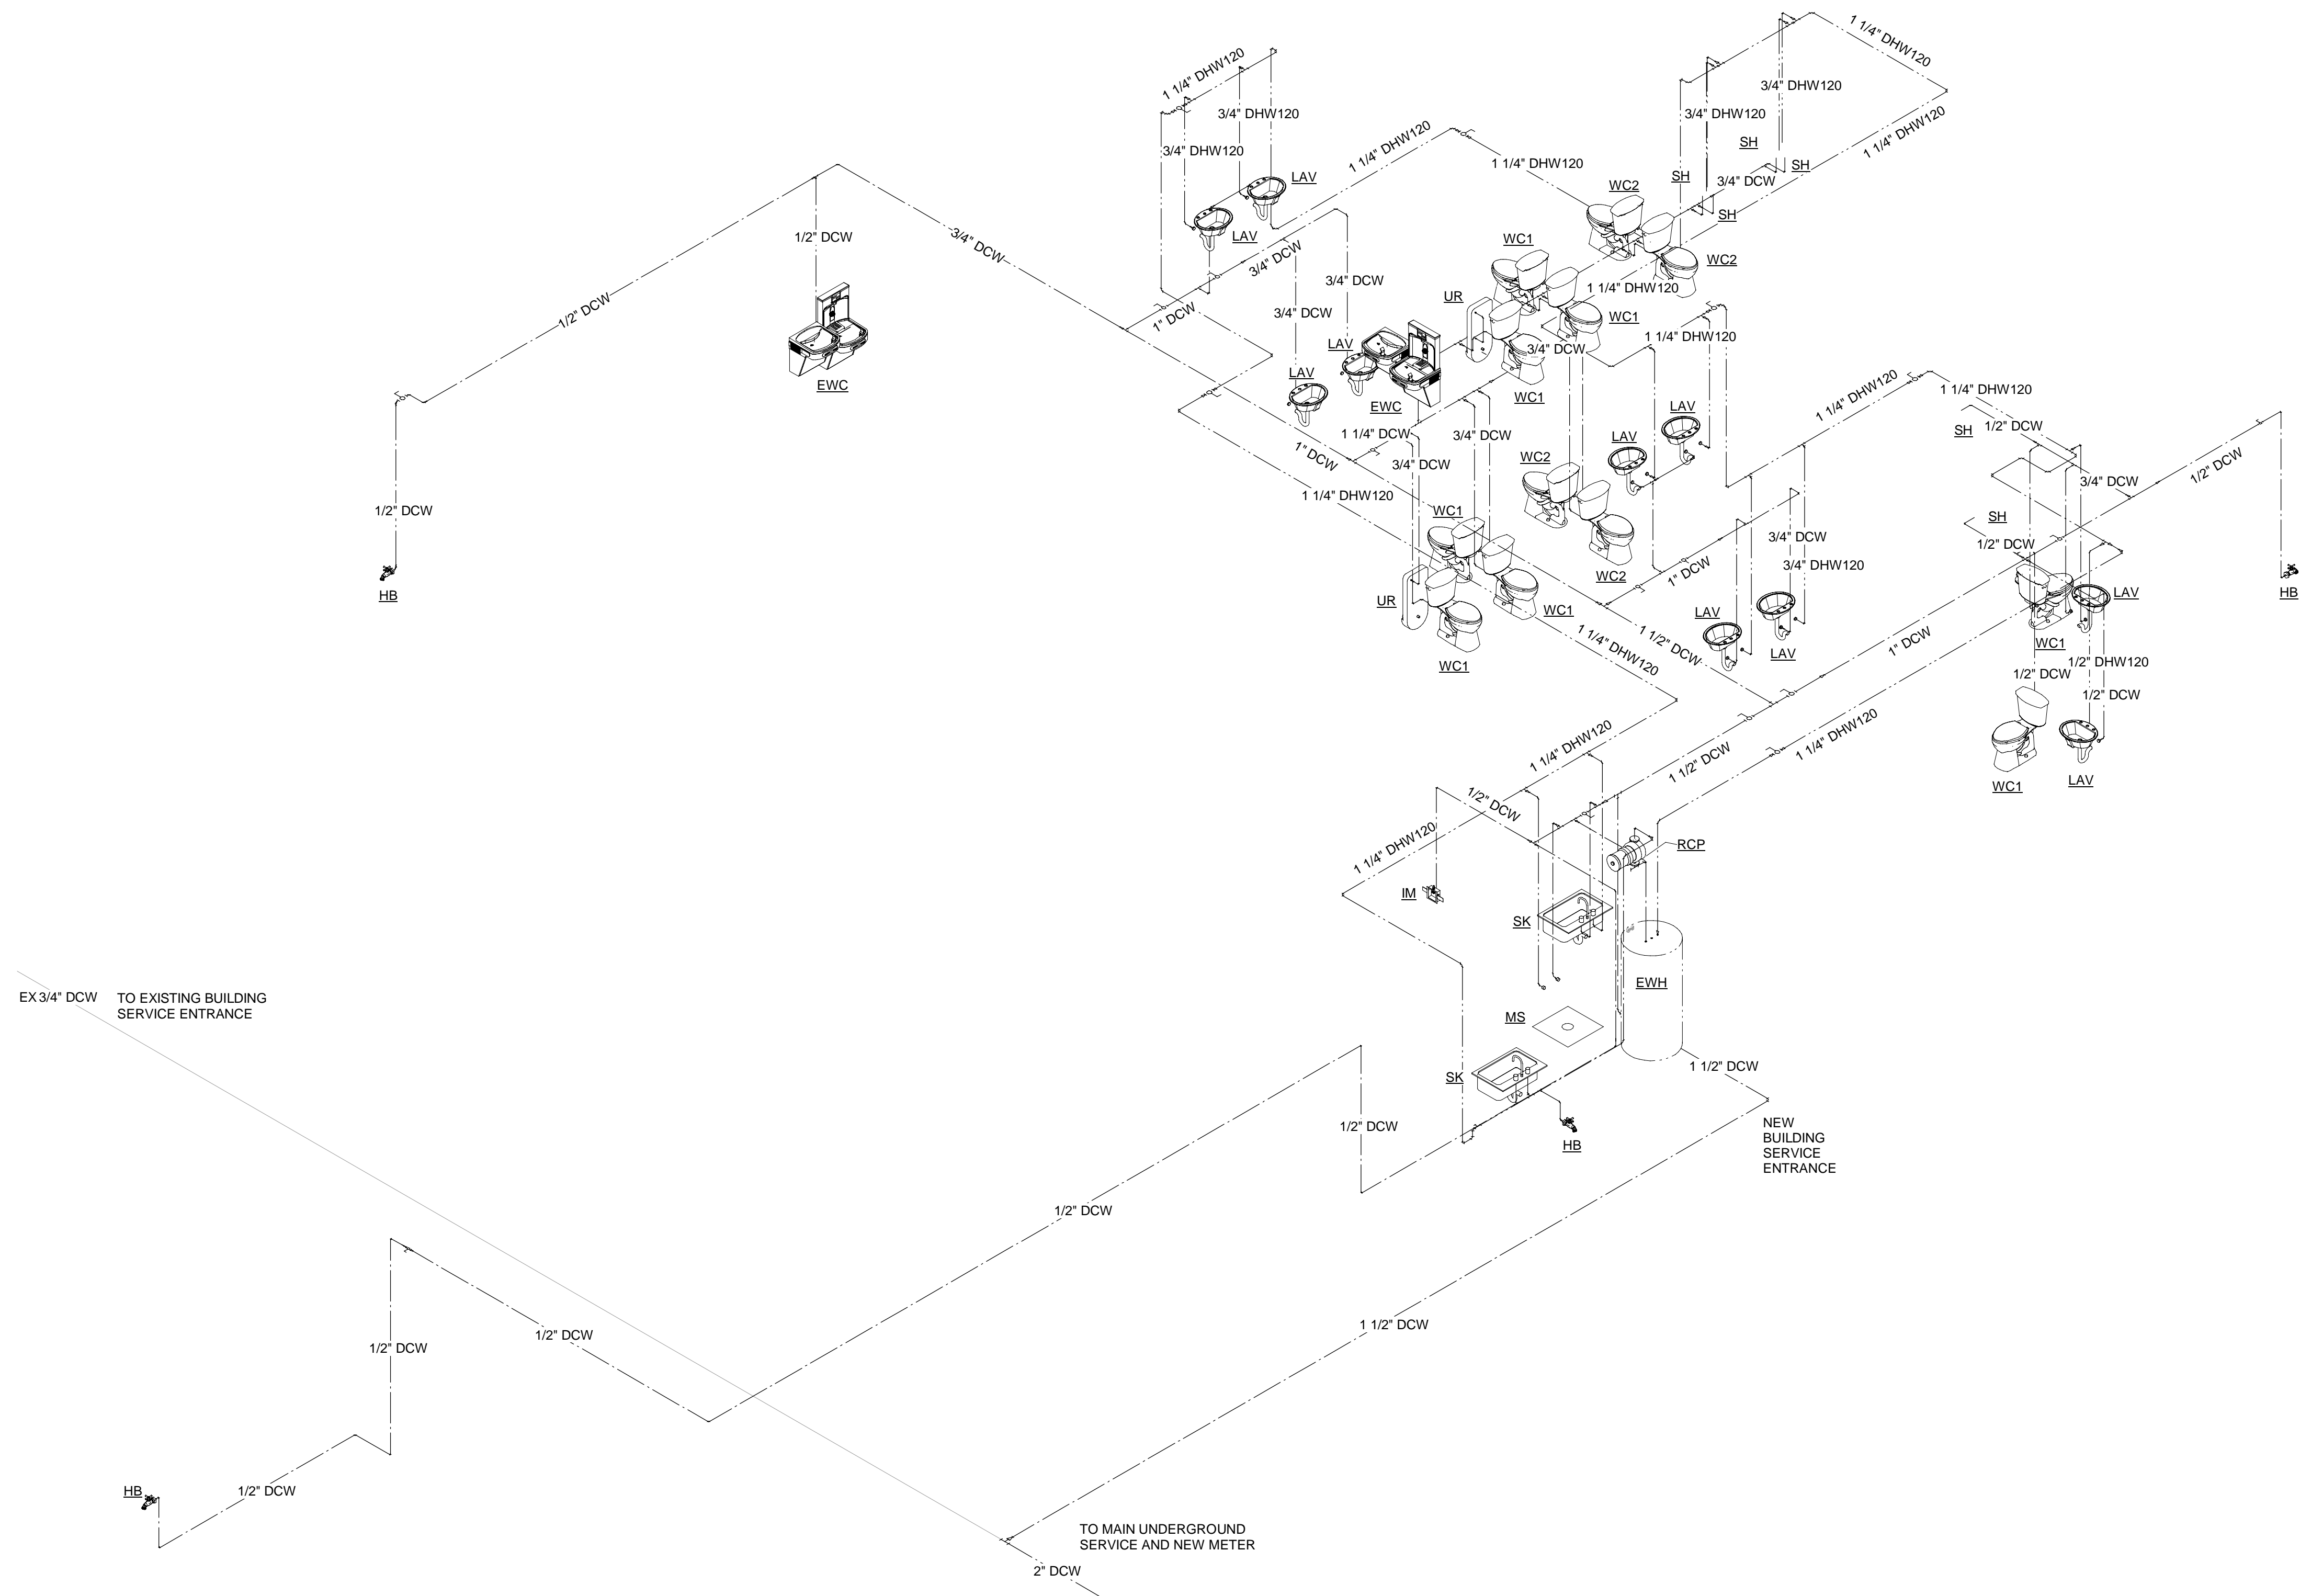 1 1/4" DHW120
1 1/4" DHW120
3/4" DHW120
3/4" DHW120
3/4" DHW120
1 1/4" DHW120
3/4" DHW120
1 1/4" DHW120
1 1/4" DHW120
SH
3/4" DHW120
1 1/4" DHW120
SH
LAV
SH
3/4" DCW
WC2
SH
1/2" DCW
3/4" DCW
LAV
WC1
3/4" DCW
WC2
3/4" DCW
1 1/4" DHW120
UR
1/2" DCW
1" DCW
3/4" DCW
WC1
1 1/4" DHW120
LAV
3/4" DCW
EWC
LAV
1 1/4" DHW120
1 1/4" DHW120
WC1
EWC
LAV
SH
1/2" DCW
1 1/4" DCW
3/4" DCW
LAV
1" DCW
3/4" DCW
WC2
1/2" DCW
3/4" DCW
1 1/4" DHW120
1/2" DCW
WC1
SH
3/4" DCW
1/2" DCW
3/4" DHW120
WC2
1" DCW
HB
UR
WC1
LAV
LAV
HB
1 1/4" DHW120
1 1/2" DCW
LAV
1" DCW
WC1
WC1
1/2" DHW120
1/2" DCW
1/2" DCW
1 1/4" DHW120
1 1/4" DHW120
1 1/2" DCW
WC1
LAV
1/2" DCW
1 1/4" DHW120
RCP
IM
SK
EWH
EX 3/4" DCW
TO EXISTING BUILDING
SERVICE ENTRANCE
MS
1 1/2" DCW
SK
1/2" DCW
HB
NEW
BUILDING
SERVICE
ENTRANCE
1/2" DCW
1/2" DCW
1/2" DCW
1 1/2" DCW
HB
1/2" DCW
TO MAIN UNDERGROUND
SERVICE AND NEW METER
2" DCW